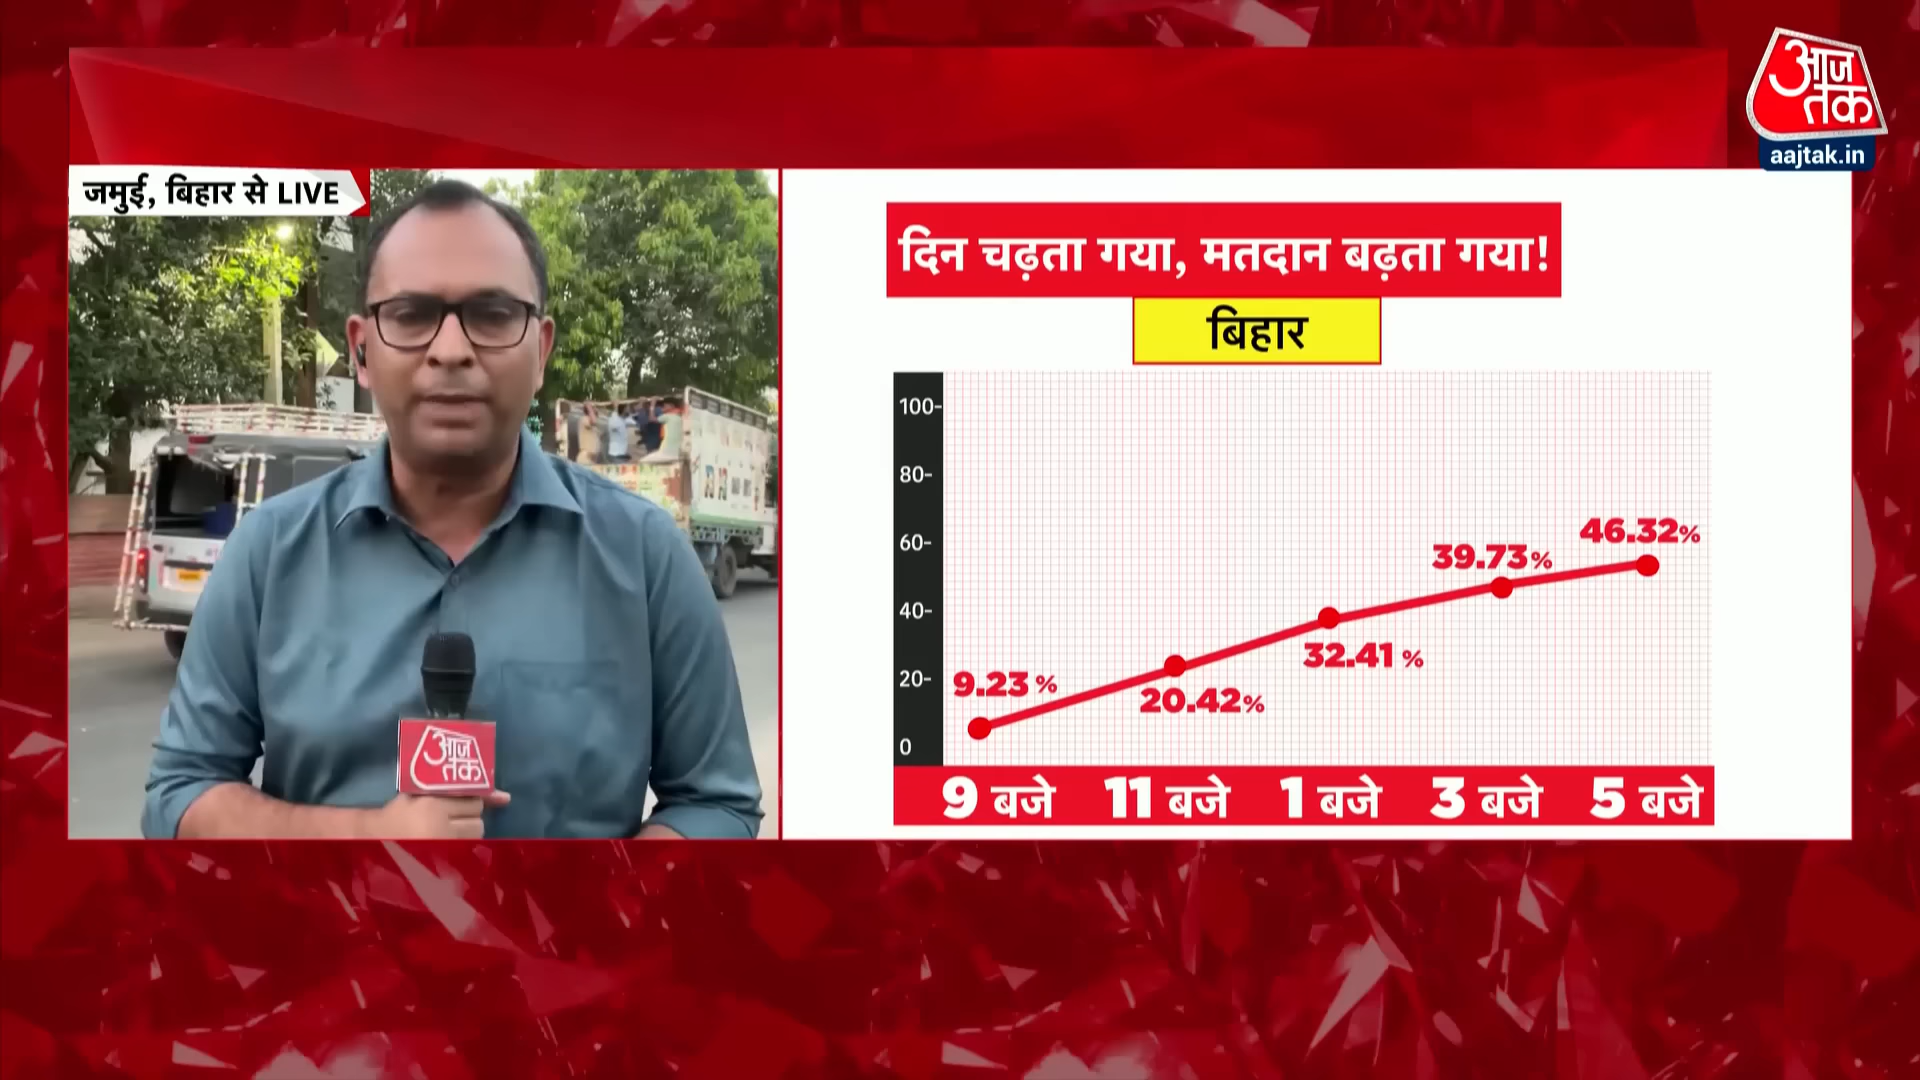 आज
तक
aajtak.in
जमुई, बिहार से LIVE
दिन चढ़ता गया, मतदान बढ़ता गया!
बिहार
100-
80-
60-
40-
20-
0
9.23 %
20.42%
32.41 %
39.73%
46.32%
9 बजे 11 बजे 1 बजे 3 बजे 5 बजे
आज
तक